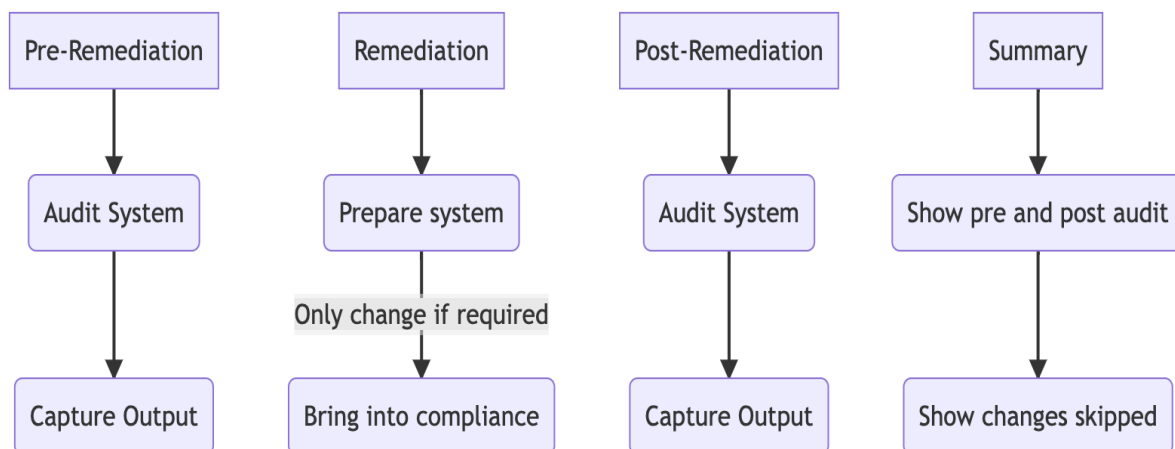 Pre-Remediation
Remediation
Post-Remediation
Summary
Audit System
Prepare system
Audit System
Show pre and post audit
Only change if required
Capture Output
Bring into compliance
Capture Output
Show changes skipped